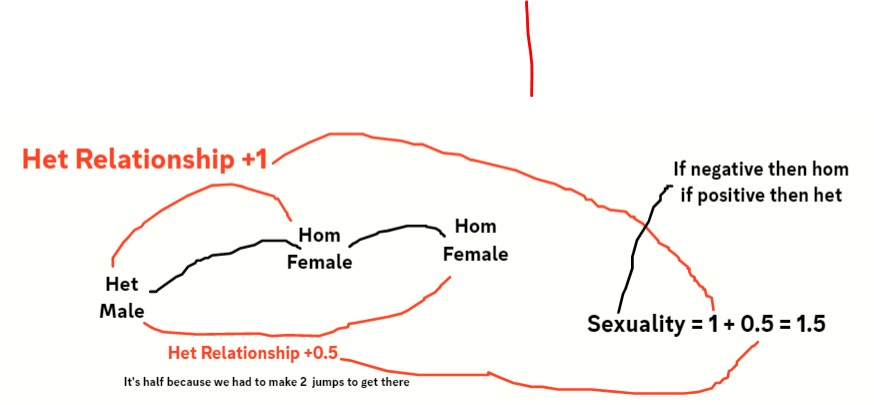 Het Relationship +1
If negative then hom
if positive then het
Hom
Female
Hom
Female
Het
Male
Sexuality = 1 + 0.5 = 1.5
Het Relationship +0.5
It's half because we had to make 2 jumps to get there